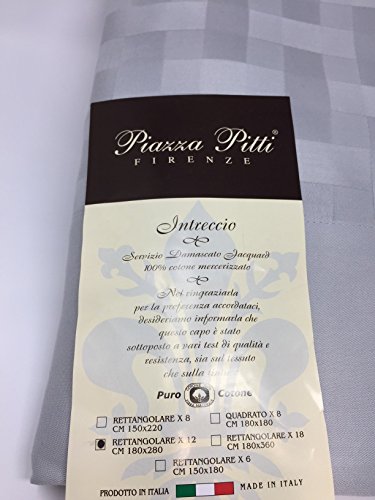 Piazza Pitti®
FIRENZE
Intreccio
Servizio Damascato Jacquard
100% cotone mercerizzato
Nel ringraziarla
per la preferenza accordataci,
desideriamo informarla che
questo capo è stato
sottoposto a vari test di qualità e
resistenza, sia sul tessuto
che sulla
Puro Cotone
RETTANGOLARE X 8
CM 150x220
QUADRATO X 8
CM 180x180
RETTANGOLARE X 12
CM 180x280
RETTANGOLARE X 18
CM 180x360
RETTANGOLARE X 6
CM 150x180
PRODOTTO IN ITALIA MADE IN ITALY